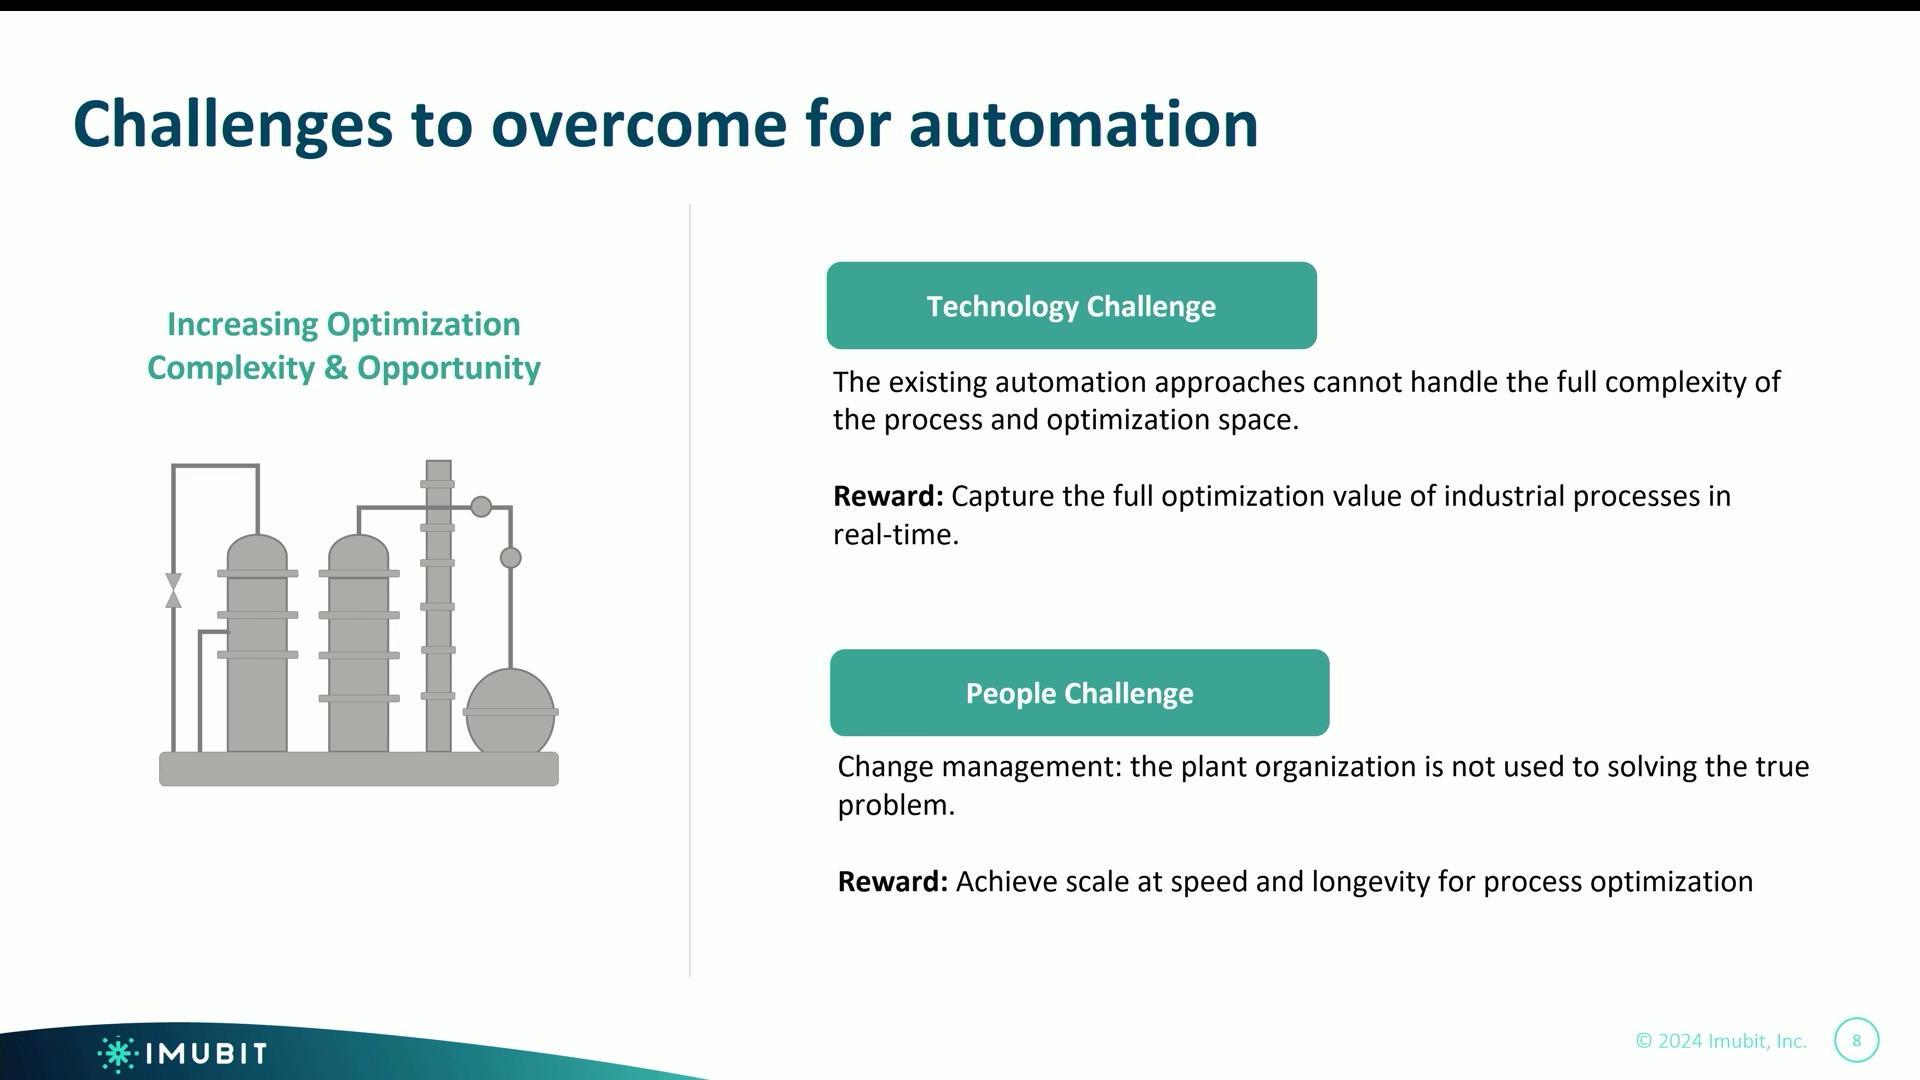 Challenges to overcome for automation
Increasing Optimization
Complexity & Opportunity
Technology Challenge
The existing automation approaches cannot handle the full complexity of
the process and optimization space.
Reward: Capture the full optimization value of industrial processes in
real-time.
People Challenge
Change management: the plant organization is not used to solving the true
problem.
Reward: Achieve scale at speed and longevity for process optimization
IMUBIT
© 2024 Imubit, Inc.
8